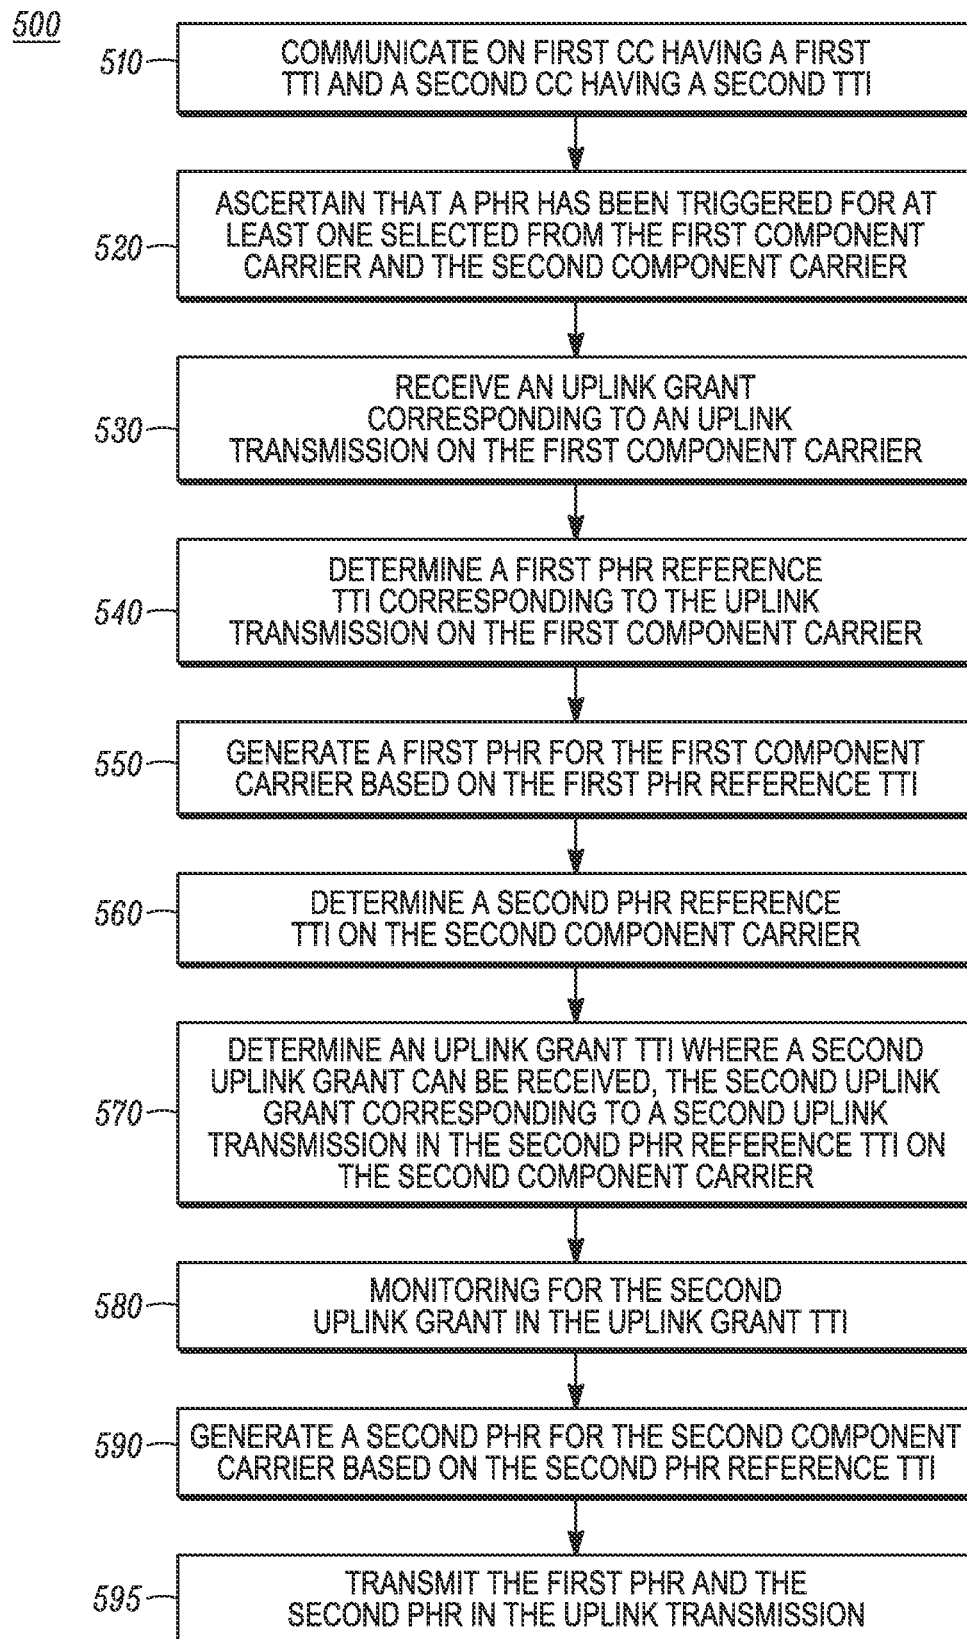 500
510
COMMUNICATE ON FIRST CC HAVING A FIRST
TTI AND A SECOND CC HAVING A SECOND TTI
520
ASCERTAIN THAT A PHR HAS BEEN TRIGGERED FOR AT
LEAST ONE SELECTED FROM THE FIRST COMPONENT
CARRIER AND THE SECOND COMPONENT CARRIER
530
RECEIVE AN UPLINK GRANT
CORRESPONDING TO AN UPLINK
TRANSMISSION ON THE FIRST COMPONENT CARRIER
540
DETERMINE A FIRST PHR REFERENCE
TTI CORRESPONDING TO THE UPLINK
TRANSMISSION ON THE FIRST COMPONENT CARRIER
550
GENERATE A FIRST PHR FOR THE FIRST COMPONENT
CARRIER BASED ON THE FIRST PHR REFERENCE TTI
560
DETERMINE A SECOND PHR REFERENCE
TTI ON THE SECOND COMPONENT CARRIER
570
DETERMINE AN UPLINK GRANT TTI WHERE A SECOND
UPLINK GRANT CAN BE RECEIVED, THE SECOND UPLINK
GRANT CORRESPONDING TO A SECOND UPLINK
TRANSMISSION IN THE SECOND PHR REFERENCE TTI ON
THE SECOND COMPONENT CARRIER
580
MONITORING FOR THE SECOND
UPLINK GRANT IN THE UPLINK GRANT TTI
590
GENERATE A SECOND PHR FOR THE SECOND COMPONENT
CARRIER BASED ON THE SECOND PHR REFERENCE TTI
595
TRANSMIT THE FIRST PHR AND THE
SECOND PHR IN THE UPLINK TRANSMISSION